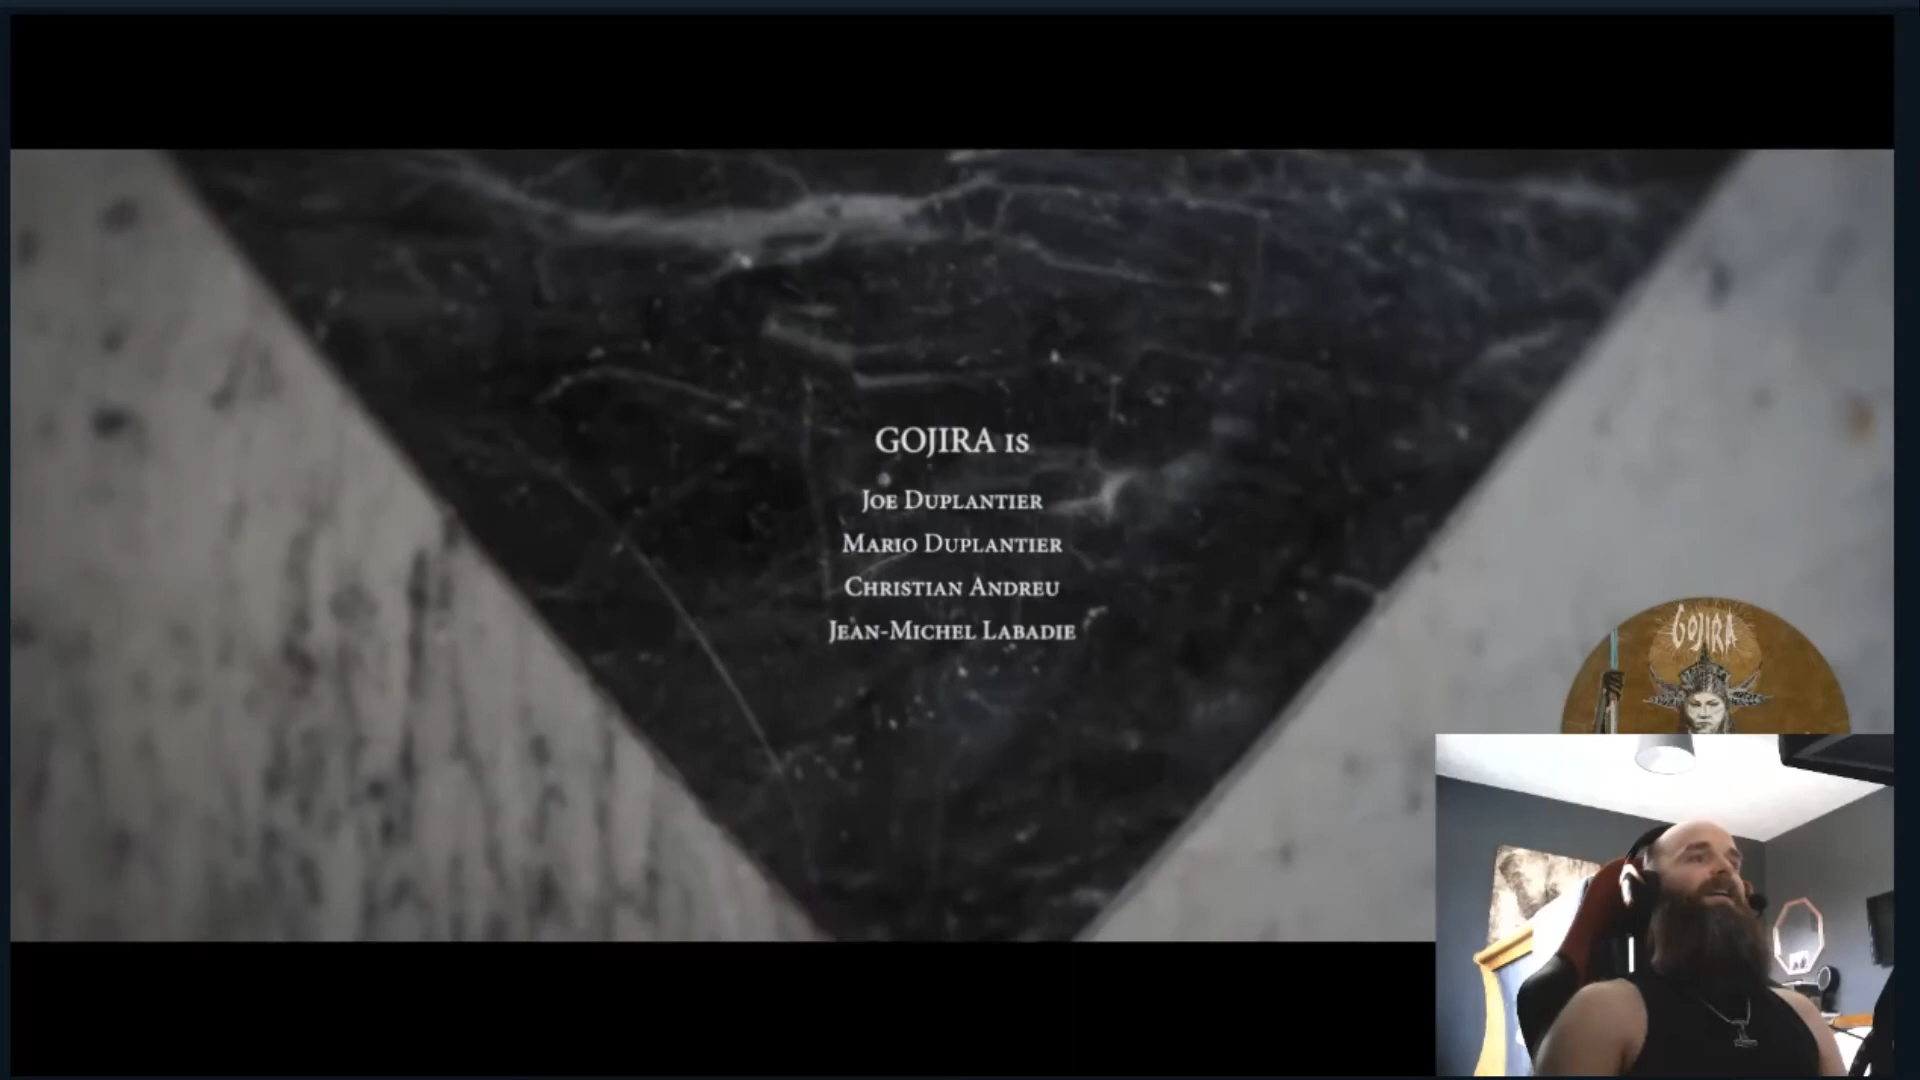 GOJIRA IS
JOE DUPLANTIER
MARIO DUPLANTIER
CHRISTIAN ANDREU
JEAN-MICHEL LABADIE
GOJIRA